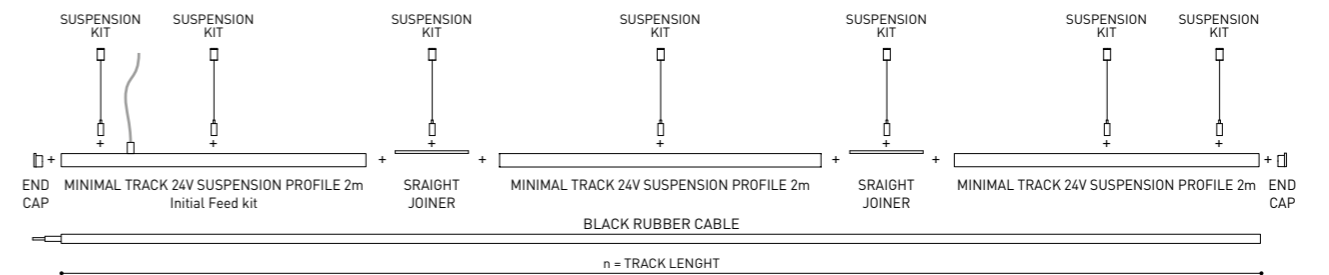 SUSPENSION KIT
SUSPENSION KIT
SUSPENSION KIT
SUSPENSION KIT
SUSPENSION KIT
SUSPENSION KIT
SUSPENSION KIT
+ + + + + + +
+ + + + + +
END CAP
MINIMAL TRACK 24V SUSPENSION PROFILE 2m
Initial Feed kit
SRAIGHT JOINER
MINIMAL TRACK 24V SUSPENSION PROFILE 2m
SRAIGHT JOINER
MINIMAL TRACK 24V SUSPENSION PROFILE 2m
END CAP
BLACK RUBBER CABLE
n = TRACK LENGHT